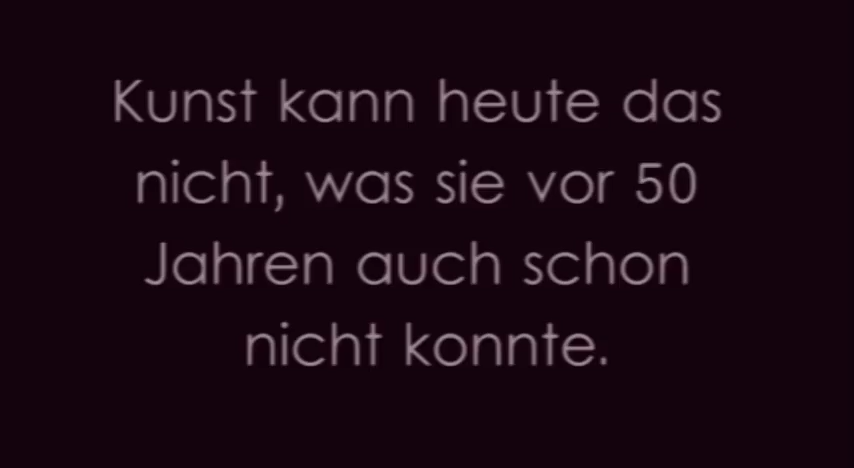 Kunst kann heute das
nicht, was sie vor 50
Jahren auch schon
nicht konnte.